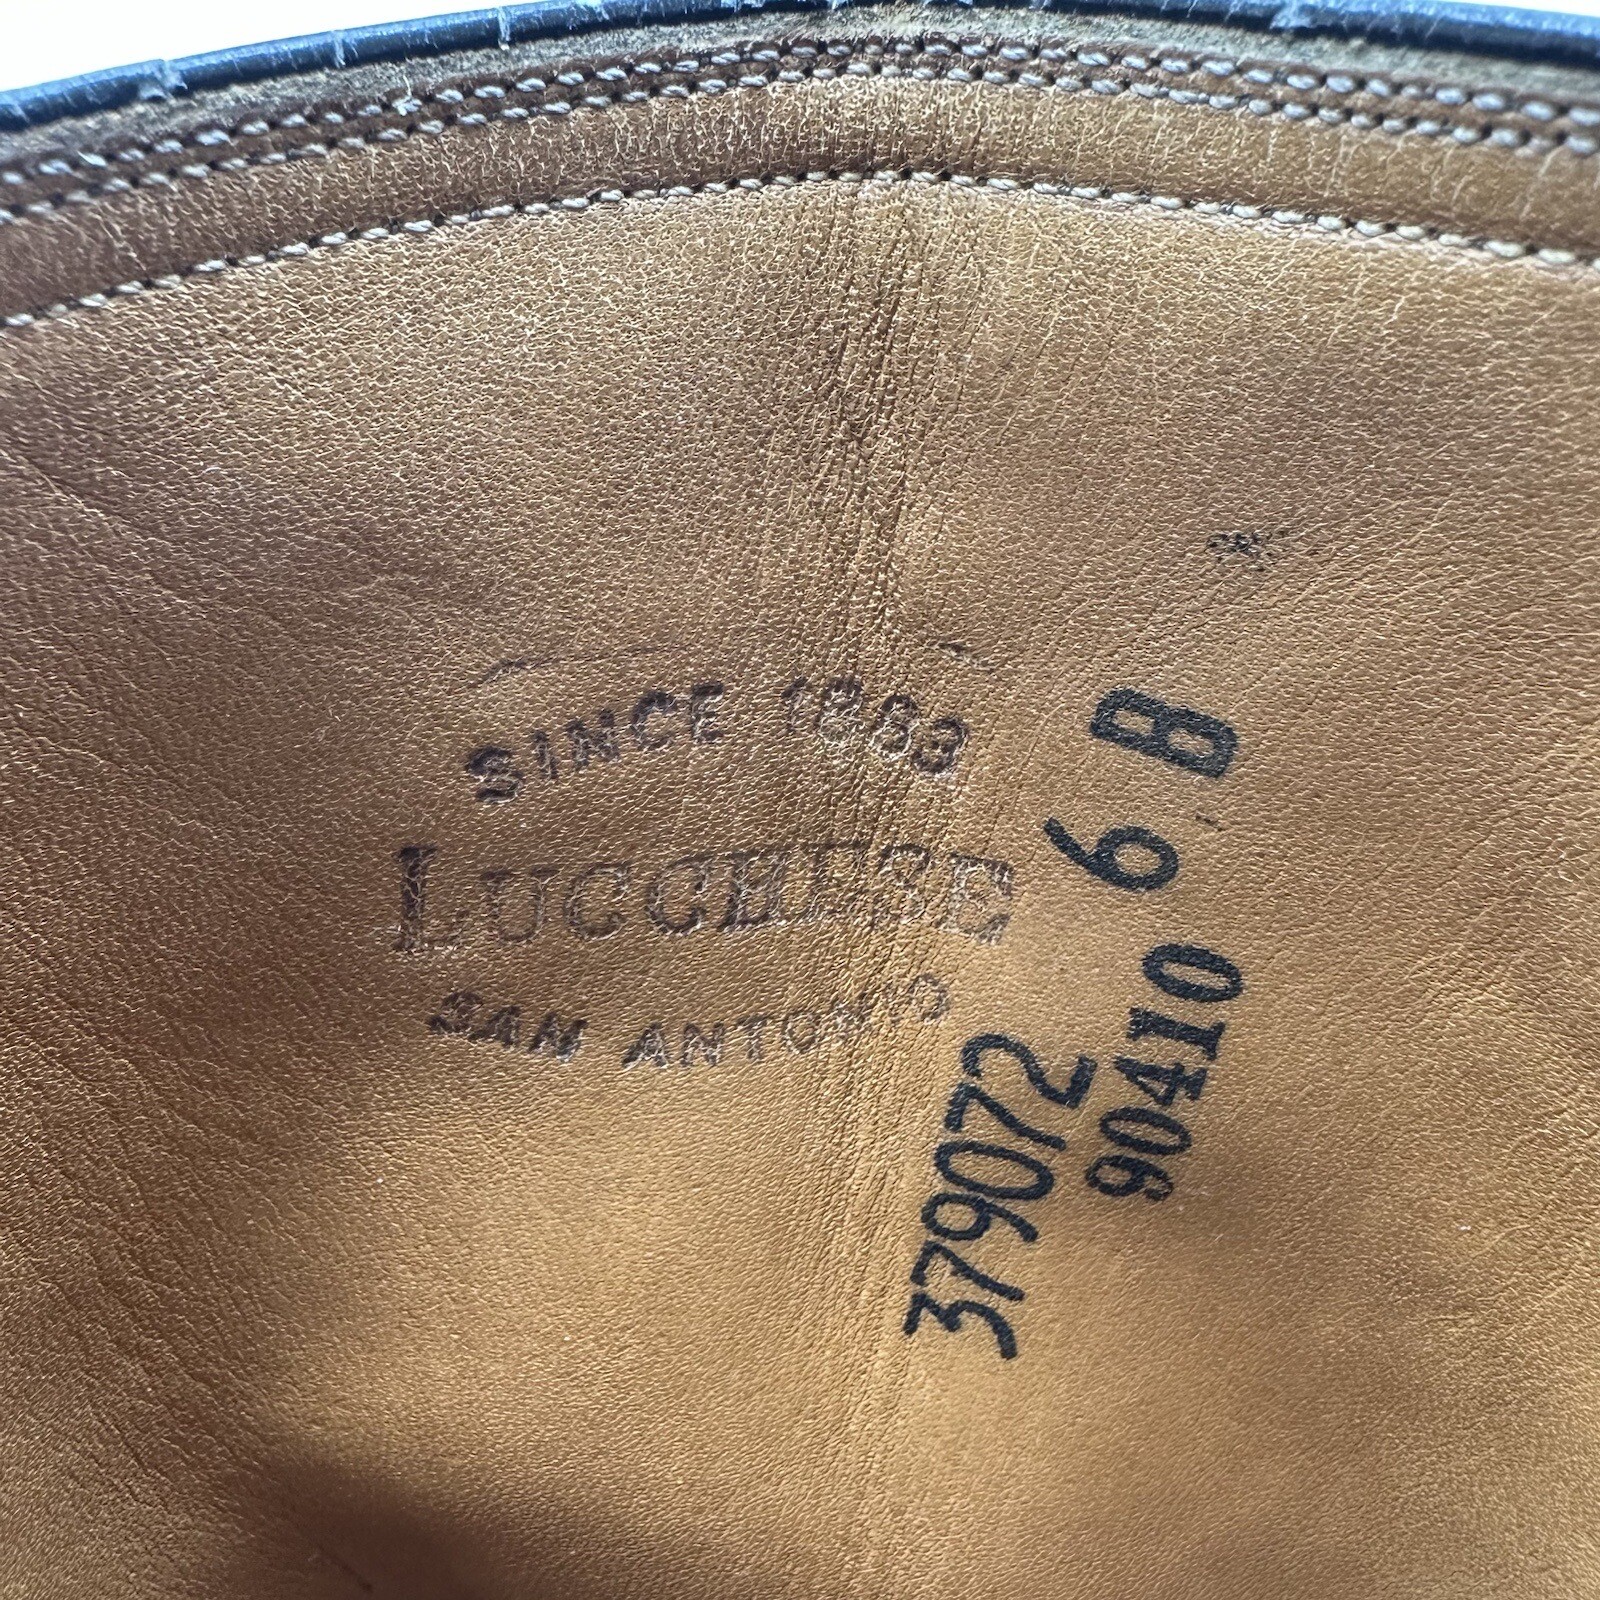 SINCE 1883
LUCCHESE
SAN ANTONIO
6 B
90410
379072